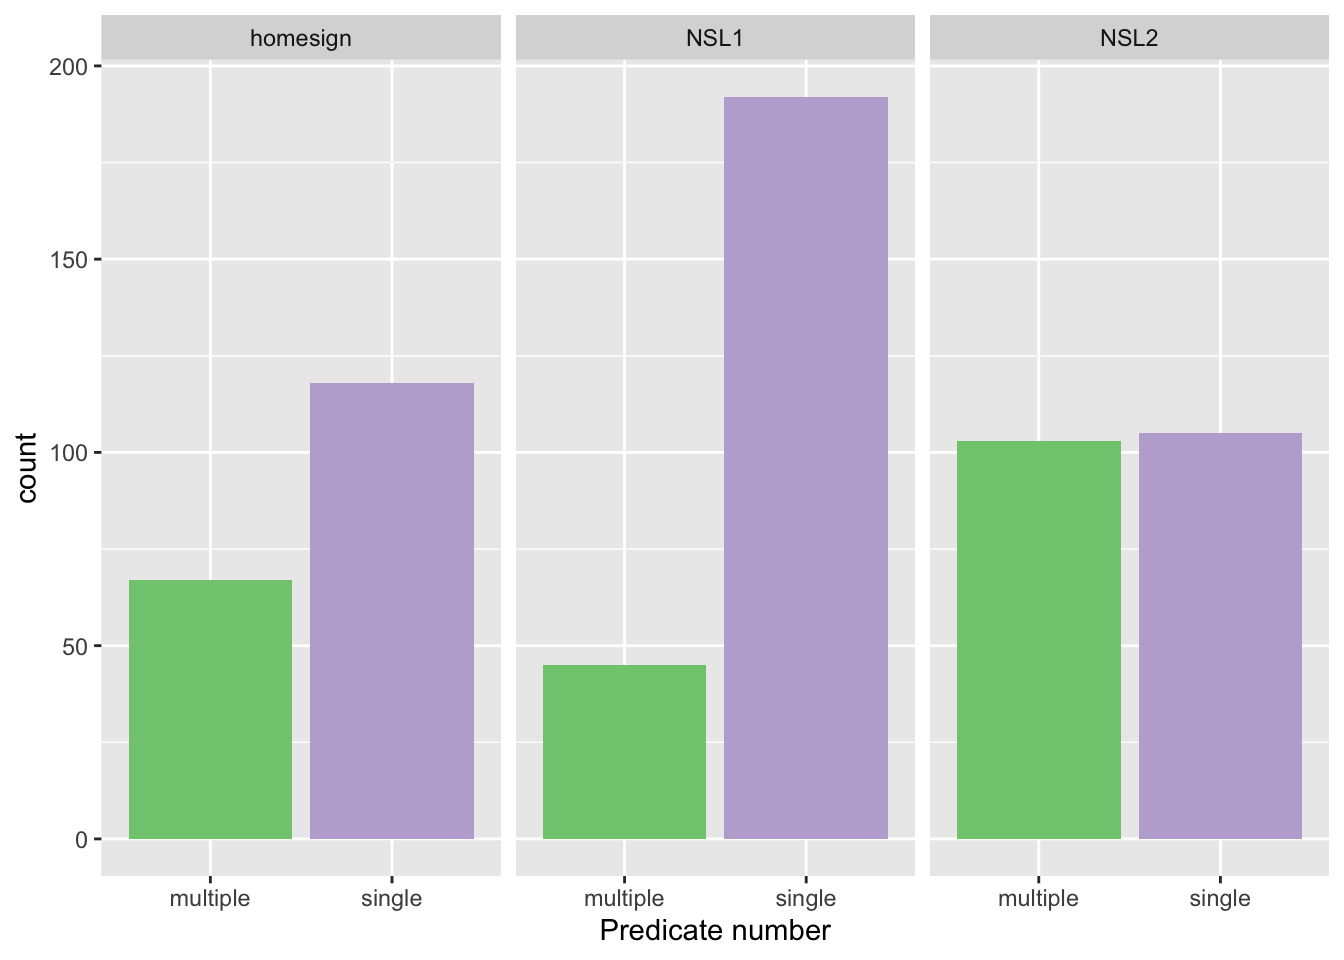 homesign NSL1 NSL2
200
150
100
50
0
count
multiple single multiple single multiple single
Predicate number